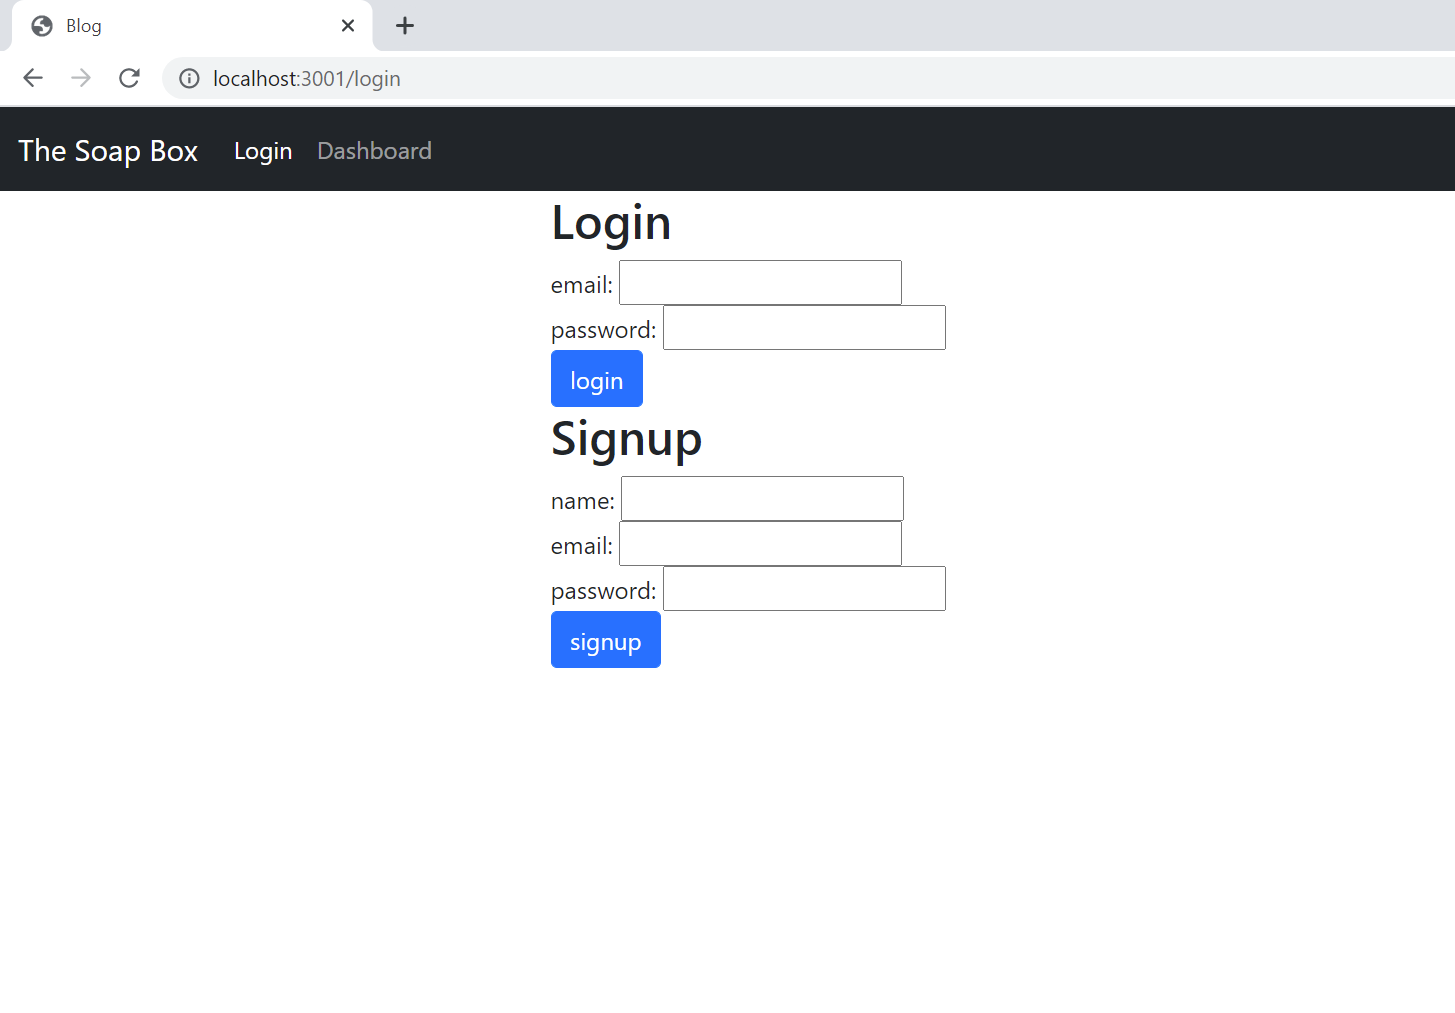 Blog
localhost:3001/login
The Soap Box Login Dashboard
Login
email:
password:
login
Signup
name:
email:
password:
signup